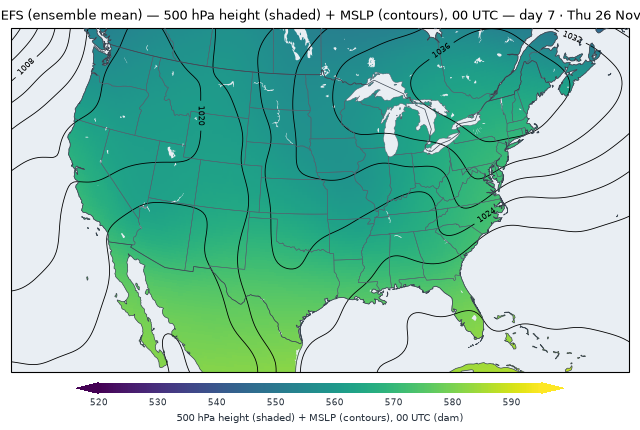 EFS (ensemble mean) — 500 hPa height (shaded) + MSLP (contours), 00 UTC — day 7 · Thu 26 Nov
1008
1020
1036
1032
1024
520 530 540 550 560 570 580 590
500 hPa height (shaded) + MSLP (contours), 00 UTC (dam)